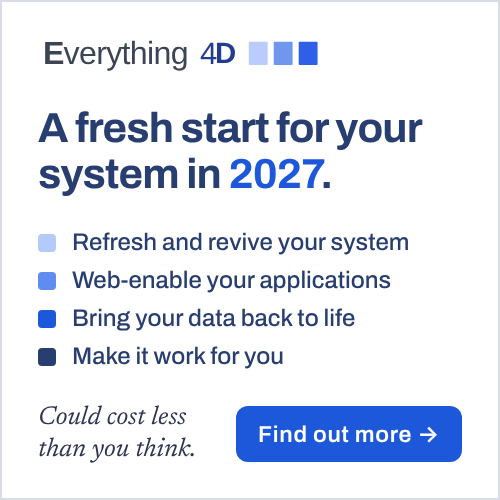 Everything 4D
A fresh start for your
system in 2027.
Refresh and revive your system
Web-enable your applications
Bring your data back to life
Make it work for you
Could cost less
than you think.
Find out more →